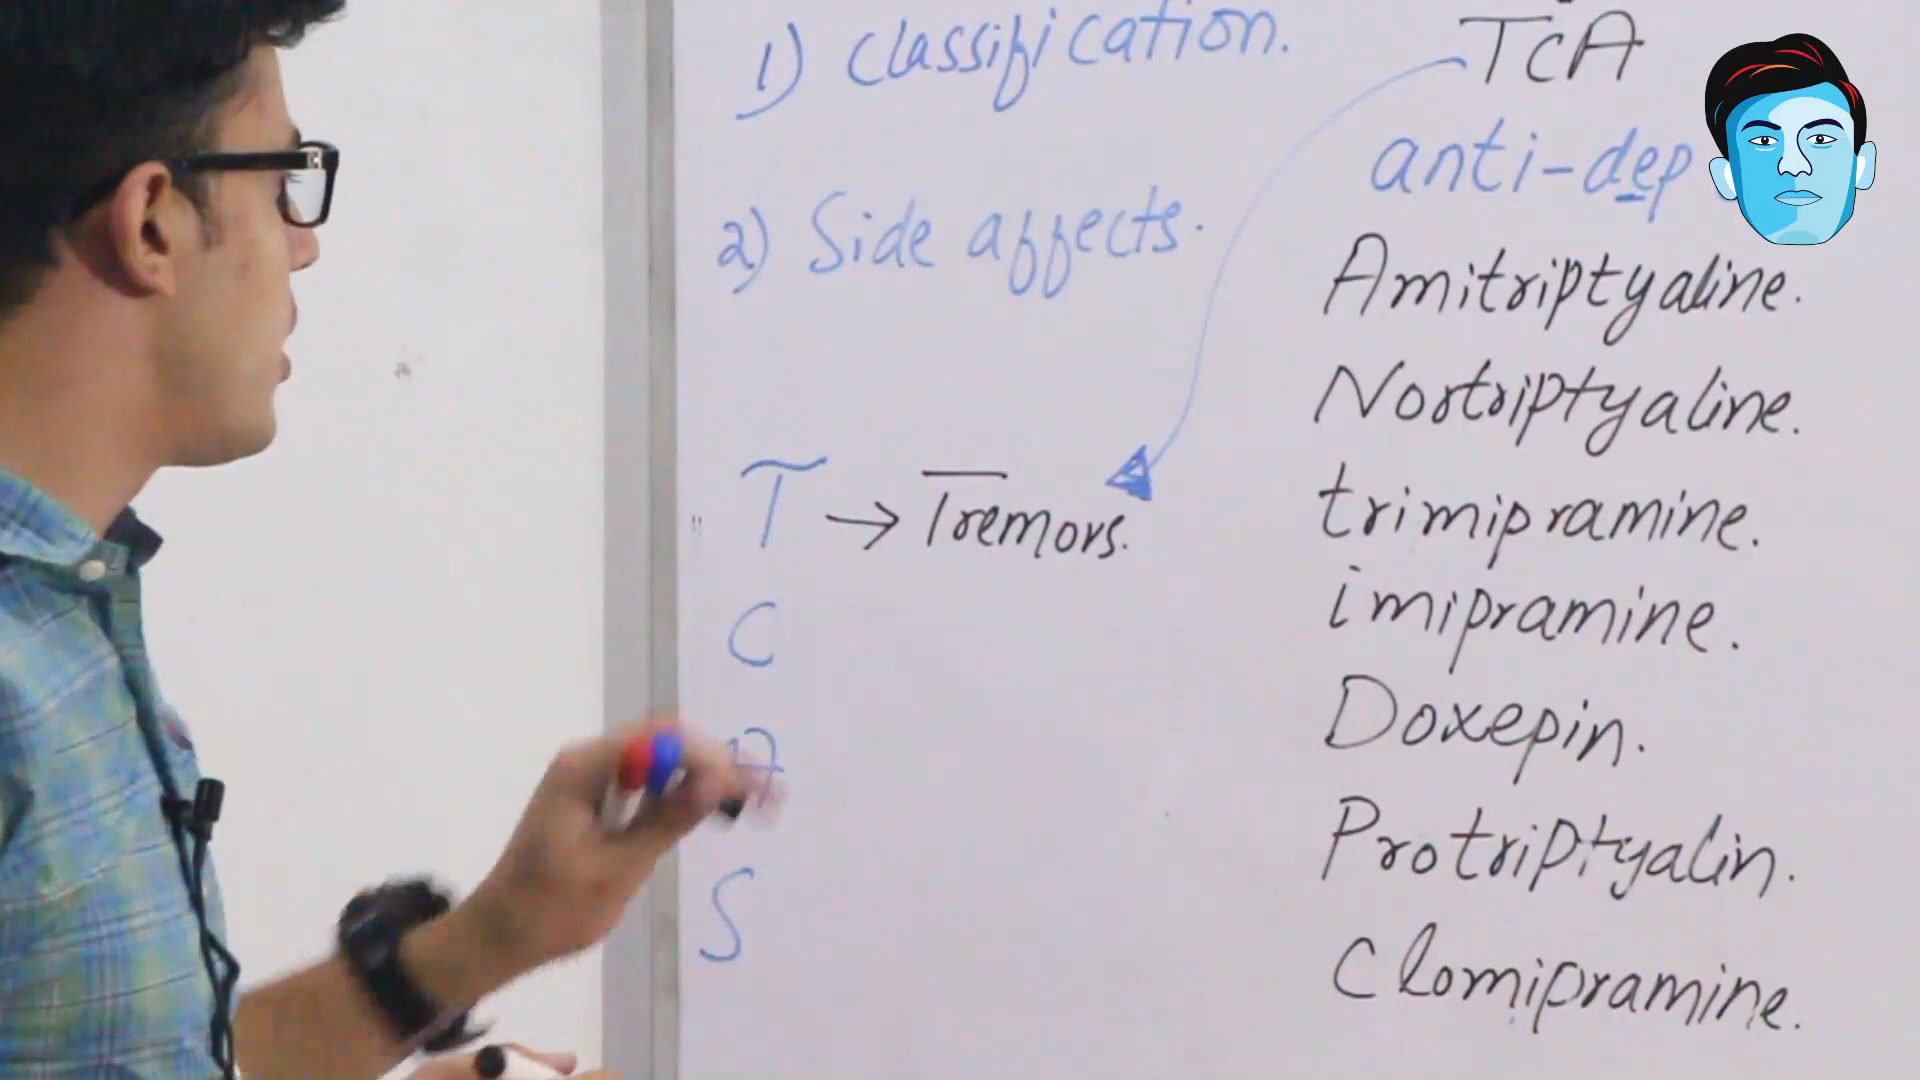 1) Classification.
2) Side affects.
T → Tremors.
C
A
S
TCA
anti-dep
Amitriptyaline.
Nortriptyaline.
trimipramine.
imipramine.
Doxepin.
Protriptyalin.
Clomipramine.